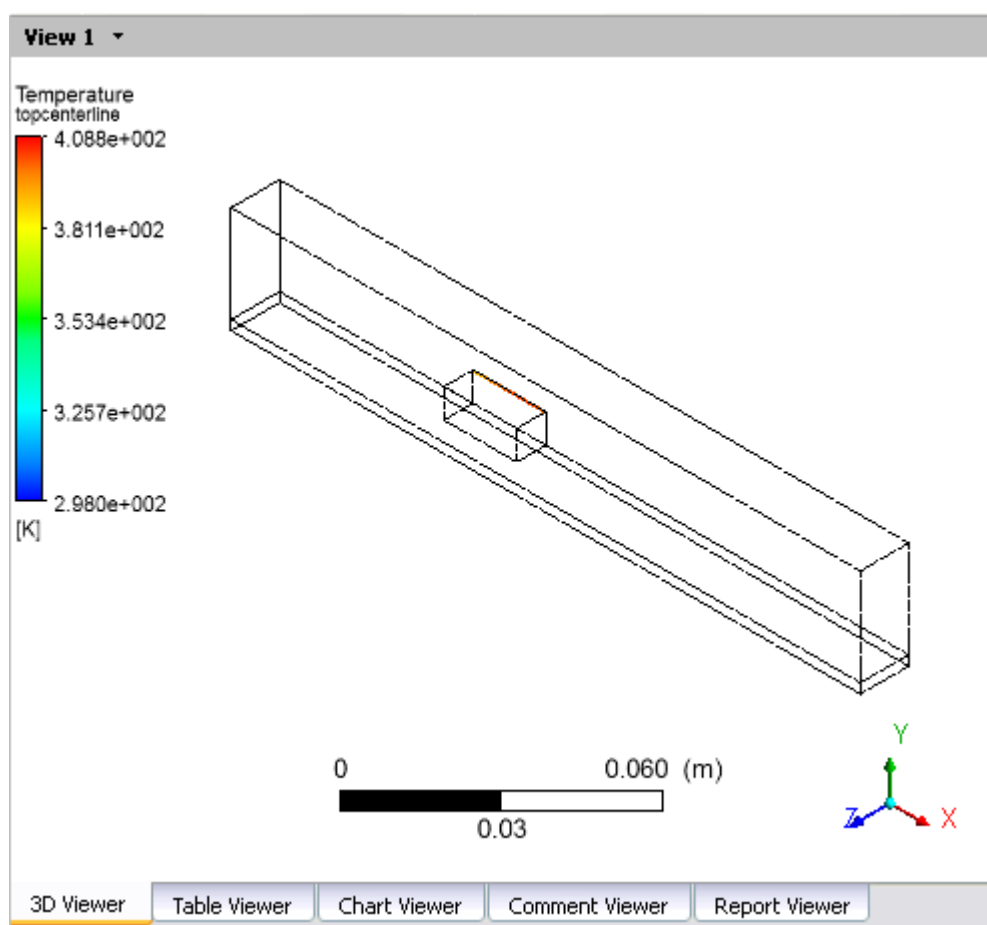 View 1
Temperature
topcenterline
4.088e+002
3.811e+002
3.534e+002
3.257e+002
2.980e+002
[K]
0 0.060 (m)
0.03
Y
Z X
3D Viewer Table Viewer Chart Viewer Comment Viewer Report Viewer